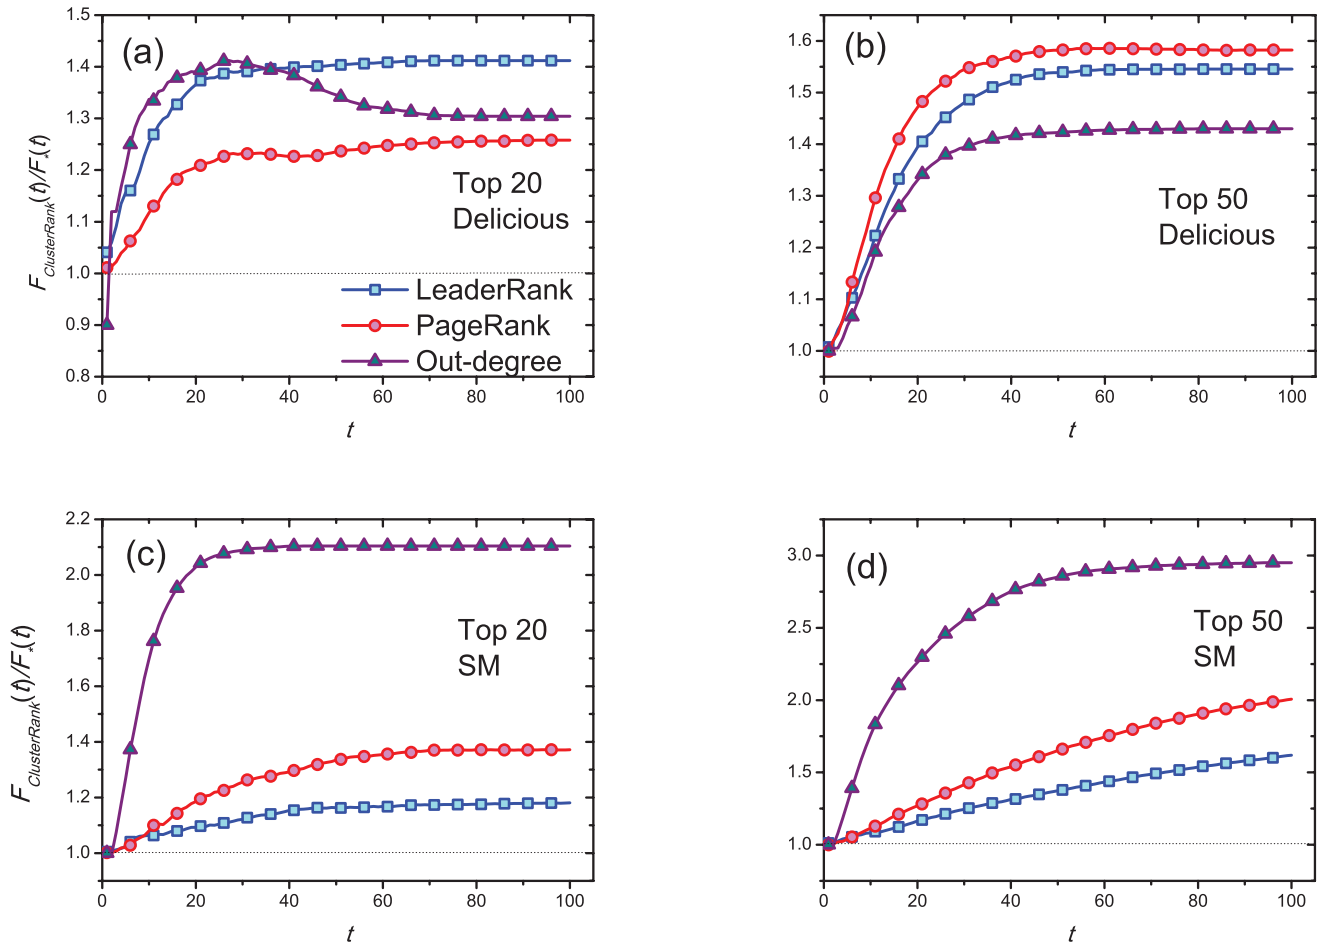 (a)
1.5
1.4
1.3
1.2
1.1
1.0
0.9
0.8
F_ClusterRank(t)/F_*(t)
Top 20
Delicious
LeaderRank
PageRank
Out-degree
0 20 40 60 80 100
t
(b)
1.6
1.5
1.4
1.3
1.2
1.1
1.0
Top 50
Delicious
0 20 40 60 80 100
t
(c)
2.2
2.0
1.8
1.6
1.4
1.2
1.0
F_ClusterRank(t)/F_*(t)
Top 20
SM
0 20 40 60 80 100
t
(d)
3.0
2.5
2.0
1.5
1.0
Top 50
SM
0 20 40 60 80 100
t